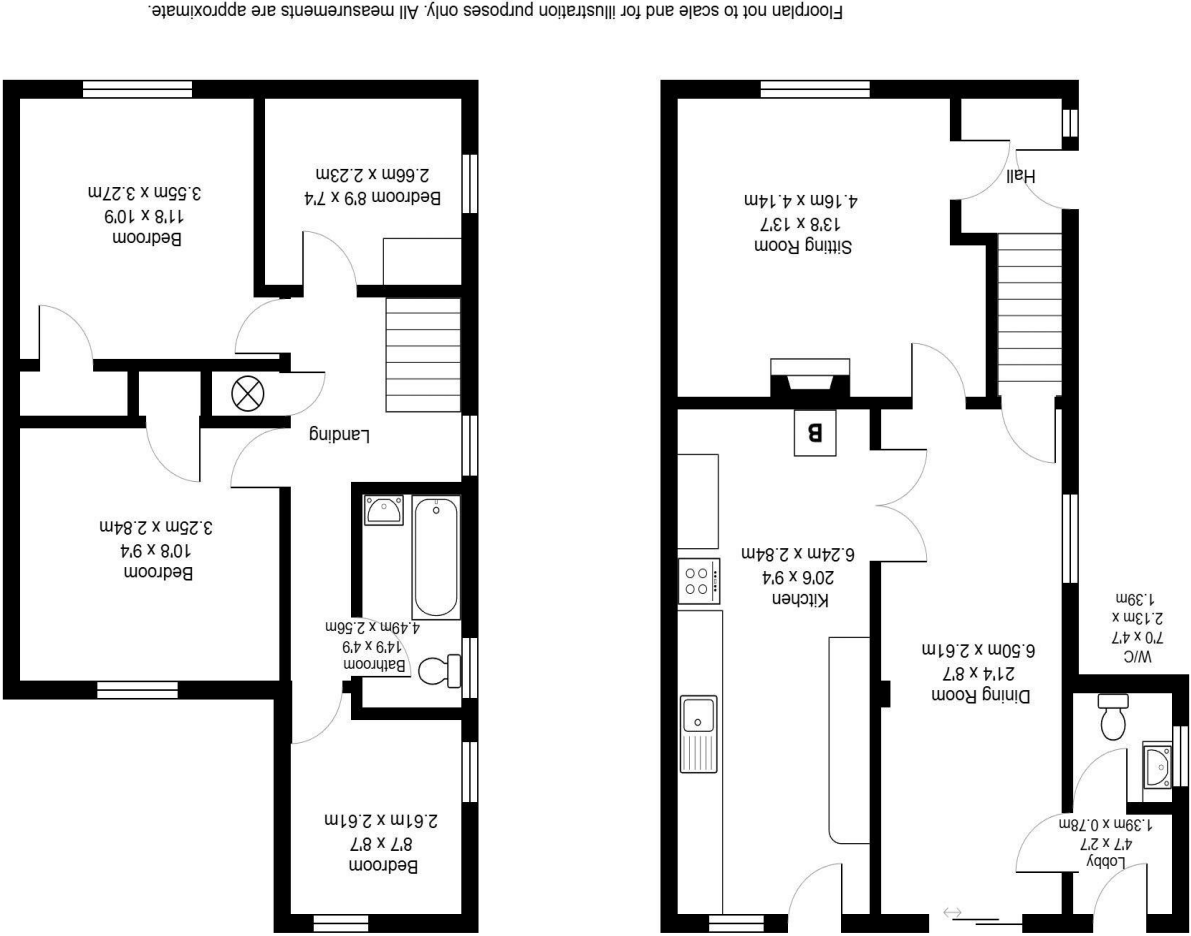 Lobby
4'7 x 2'7
1.39m x 0.78m
W/C
7'0 x 4'7
2.13m x
1.39m
Dining Room
21'4 x 8'7
6.50m x 2.61m
Kitchen
20'6 x 9'4
6.24m x 2.84m
B
Sitting Room
13'8 x 13'7
4.16m x 4.14m
Hall
Bedroom
8'7 x 8'7
2.61m x 2.61m
Bathroom
14'9 x 4'9
4.49m x 2.56m
Bedroom
10'8 x 9'4
3.25m x 2.84m
Landing
Bedroom 8'9 x 7'4
2.66m x 2.23m
Bedroom
11'8 x 10'9
3.55m x 3.27m
Floorplan not to scale and for illustration purposes only. All measurements are approximate.